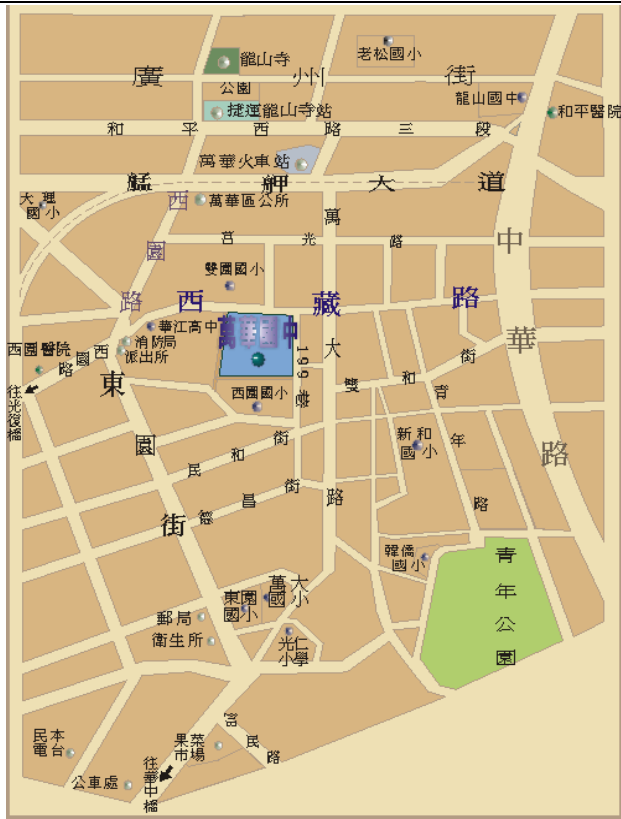 龍山寺
老松國小
廣州街
公園
龍山國中
捷運龍山寺站
和平醫院
和平西路三段
萬華火車站
艋舺大道
大理
國小
萬華區公所
西園路
莒光路
雙園國小
中華路
西藏路
華江高中
萬華國中
消防局
派出所
西園醫院
西園路
往光復橋
東園街
199巷
萬大路
雙和街
西園國小
青年路
新和
國小
民和街
德昌街
韓僑
國小
青年公園
萬大
國小
東園
國小
郵局
衛生所
光仁
小學
民路
果菜
市場
民本
電台
往華中橋
公車處